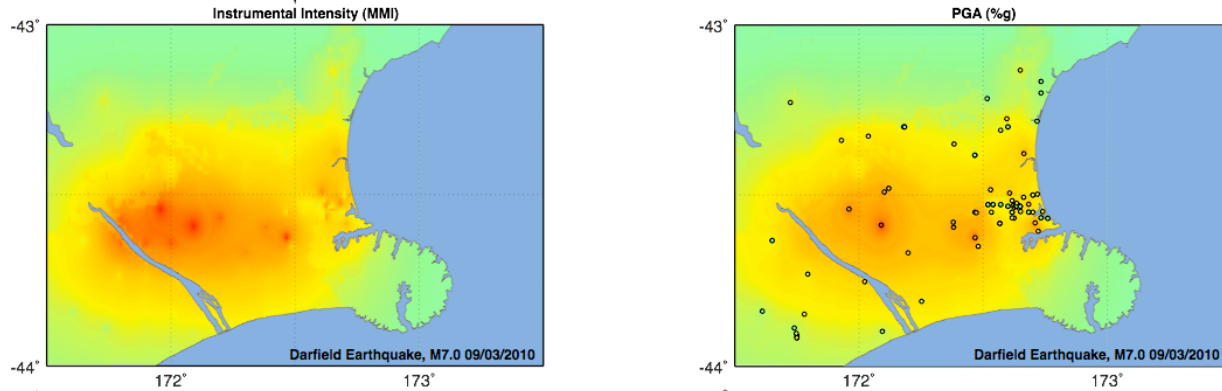 Instrumental Intensity (MMI)
-43°
-44°
172°
173°
Darfield Earthquake, M7.0 09/03/2010
PGA (%g)
-43°
-44°
172°
173°
Darfield Earthquake, M7.0 09/03/2010